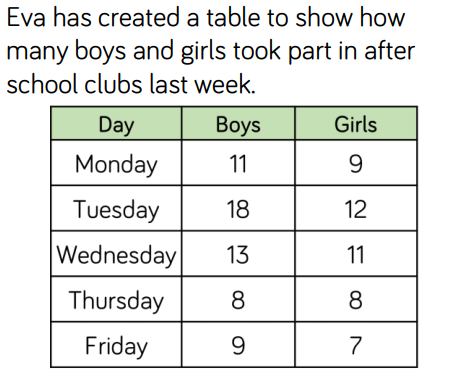 Eva has created a table to show how
many boys and girls took part in after
school clubs last week.
Day Boys Girls
Monday 11 9
Tuesday 18 12
Wednesday 13 11
Thursday 8 8
Friday 9 7